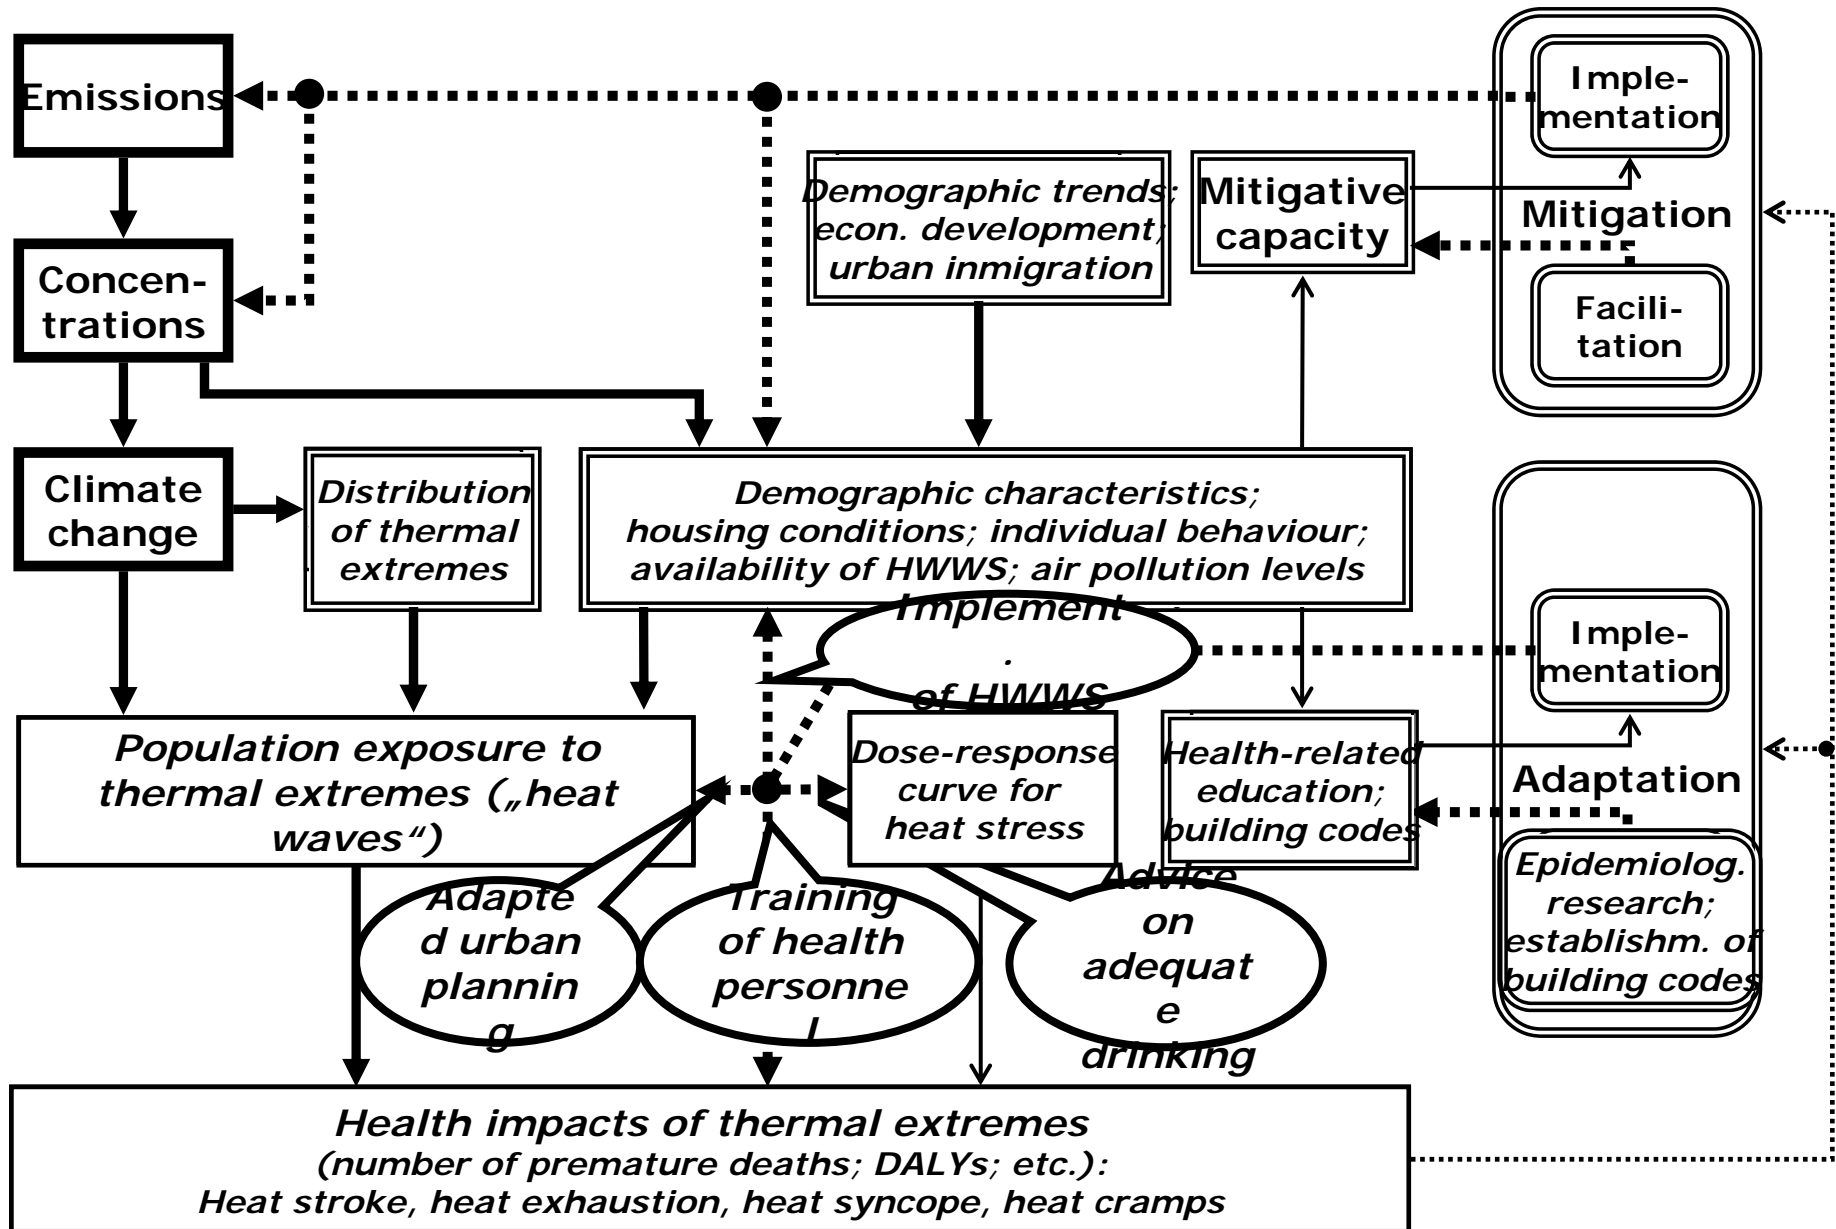 Emissions
Imple-
mentation
Demographic trends;
econ. development;
urban inmigration
Mitigative
capacity
Mitigation
Concen-
trations
Facili-
tation
Climate
change
Distribution
of thermal
extremes
Demographic characteristics;
housing conditions; individual behaviour;
availability of HWWS; air pollution levels
Implement
.
of HWWS
Imple-
mentation
Population exposure to
thermal extremes („heat
waves“)
Dose-response
curve for
heat stress
Health-related
education;
building codes
Adaptation
Epidemiolog.
research;
establishm. of
building codes
Adapte
d urban
plannin
g
Training
of health
personne
l
Advice
on
adequat
e
drinking
Health impacts of thermal extremes
(number of premature deaths; DALYs; etc.):
Heat stroke, heat exhaustion, heat syncope, heat cramps